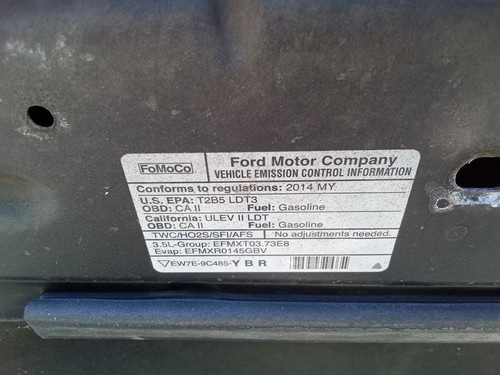 FoMoCo
Ford Motor Company
VEHICLE EMISSION CONTROL INFORMATION
Conforms to regulations: 2014 MY
U.S. EPA: T2B5 LDT3
OBD: CA II Fuel: Gasoline
California: ULEV II LDT
OBD: CA II Fuel: Gasoline
TWC/HO2S/SFI/AFS No adjustments needed.
3.5L-Group: EFMXT03.73E8
Evap: EFMXR0145GBV
EW7E-9C485-YBR